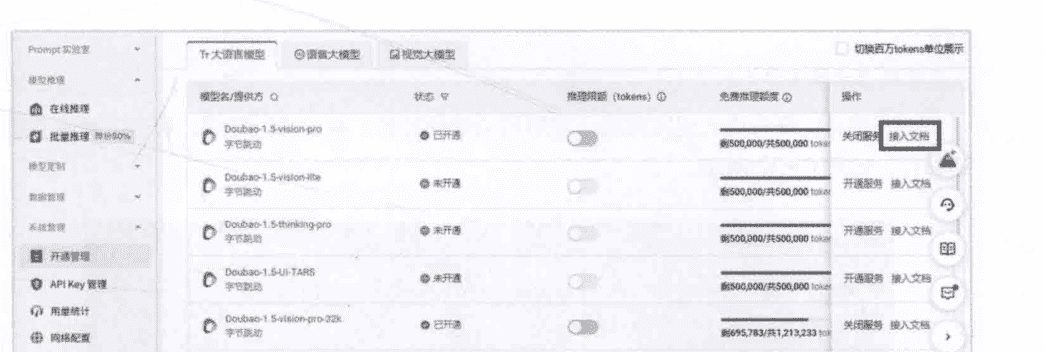 Prompt 实验室
模型推理
在线推理
批量推理
模型定制
数据管理
系统管理
开通管理
API Key 管理
用量统计
网络配置
大语言模型 语音大模型 视觉大模型
切换百万tokens单位展示
模型名/提供方 状态 推理限额（tokens） 免费推理额度 操作
Doubao-1.5-vision-pro
字节跳动
已开通
剩500,000/共500,000 token
关闭服务 接入文档
Doubao-1.5-vision-lite
字节跳动
未开通
剩500,000/共500,000 token
开通服务 接入文档
Doubao-1.5-thinking-pro
字节跳动
未开通
剩500,000/共500,000 token
开通服务 接入文档
Doubao-1.5-UI-TARS
字节跳动
未开通
剩500,000/共500,000 token
开通服务 接入文档
Doubao-1.5-vision-pro-32k
字节跳动
已开通
剩695,783/共1,213,233 tok
关闭服务 接入文档